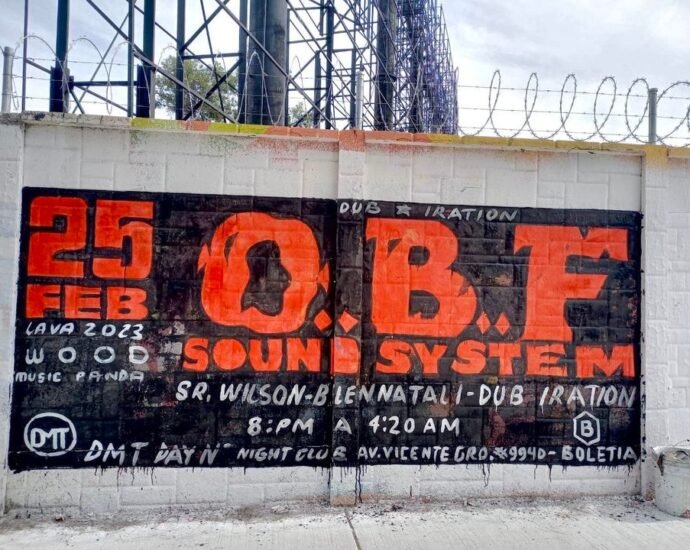 DUB ★ IRATION
25 O.B.F
FEB SOUND SYSTEM
LAVA 2023
WOOD
MUSIC PANDA
SR. WILSON-BLENNATALI-DUB IRATION
8:PM A 4:20 AM
DMT
B
DMT DAY N" NIGHT CLUB AV. VICENTE GRO. #9940- BOLETIA